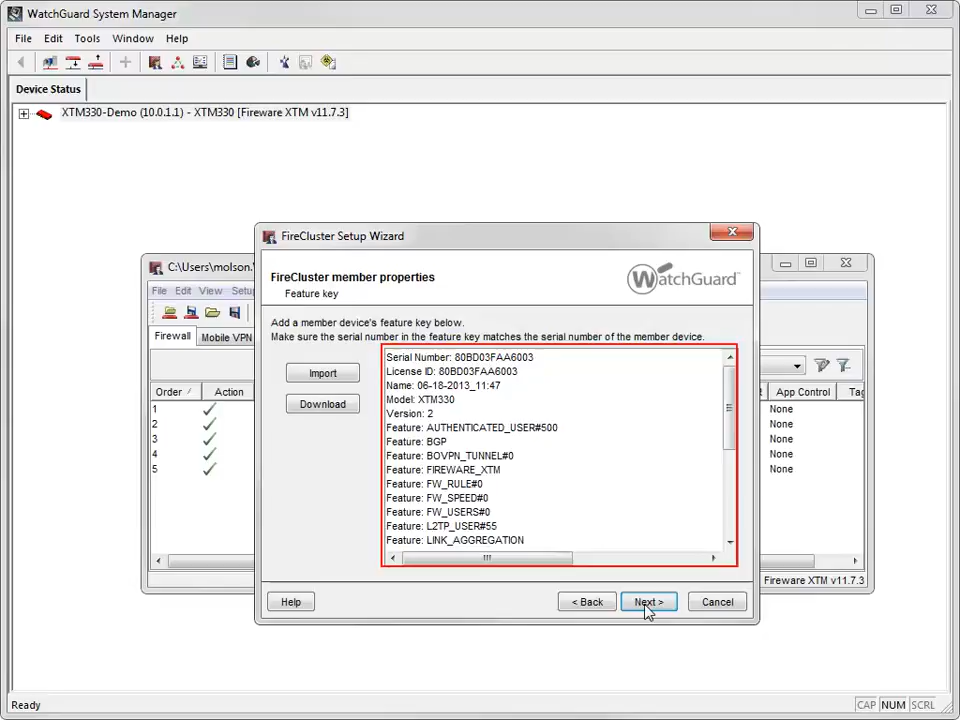 WatchGuard System Manager
File Edit Tools Window Help
Device Status
XTM330-Demo (10.0.1.1) - XTM330 [Fireware XTM v11.7.3]
C:\Users\molson.
File Edit View
Firewall Mobile VPN
Order Action App Control
1 None
2 None
3 None
4 None
5 None
Fireware XTM v11.7.3
FireCluster Setup Wizard
FireCluster member properties
Feature key
WatchGuard
Add a member device's feature key below.
Make sure the serial number in the feature key matches the serial number of the member device.
Import
Download
Serial Number: 80BD03FAA6003
License ID: 80BD03FAA6003
Name: 06-18-2013_11:47
Model: XTM330
Version: 2
Feature: AUTHENTICATED_USER#500
Feature: BGP
Feature: BOVPN_TUNNEL#0
Feature: FIREWARE_XTM
Feature: FW_RULE#0
Feature: FW_SPEED#0
Feature: FW_USERS#0
Feature: L2TP_USER#55
Feature: LINK_AGGREGATION
Help < Back Next > Cancel
Ready CAP NUM SCRL